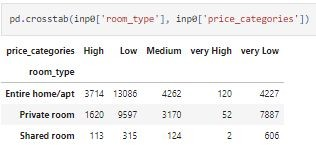 pd.crosstab(inp0['room_type'], inp0['price_categories'])
price_categories High Low Medium very High very Low
room_type
Entire home/apt 3714 13086 4262 120 4227
Private room 1620 9597 3170 52 7887
Shared room 113 315 124 2 606